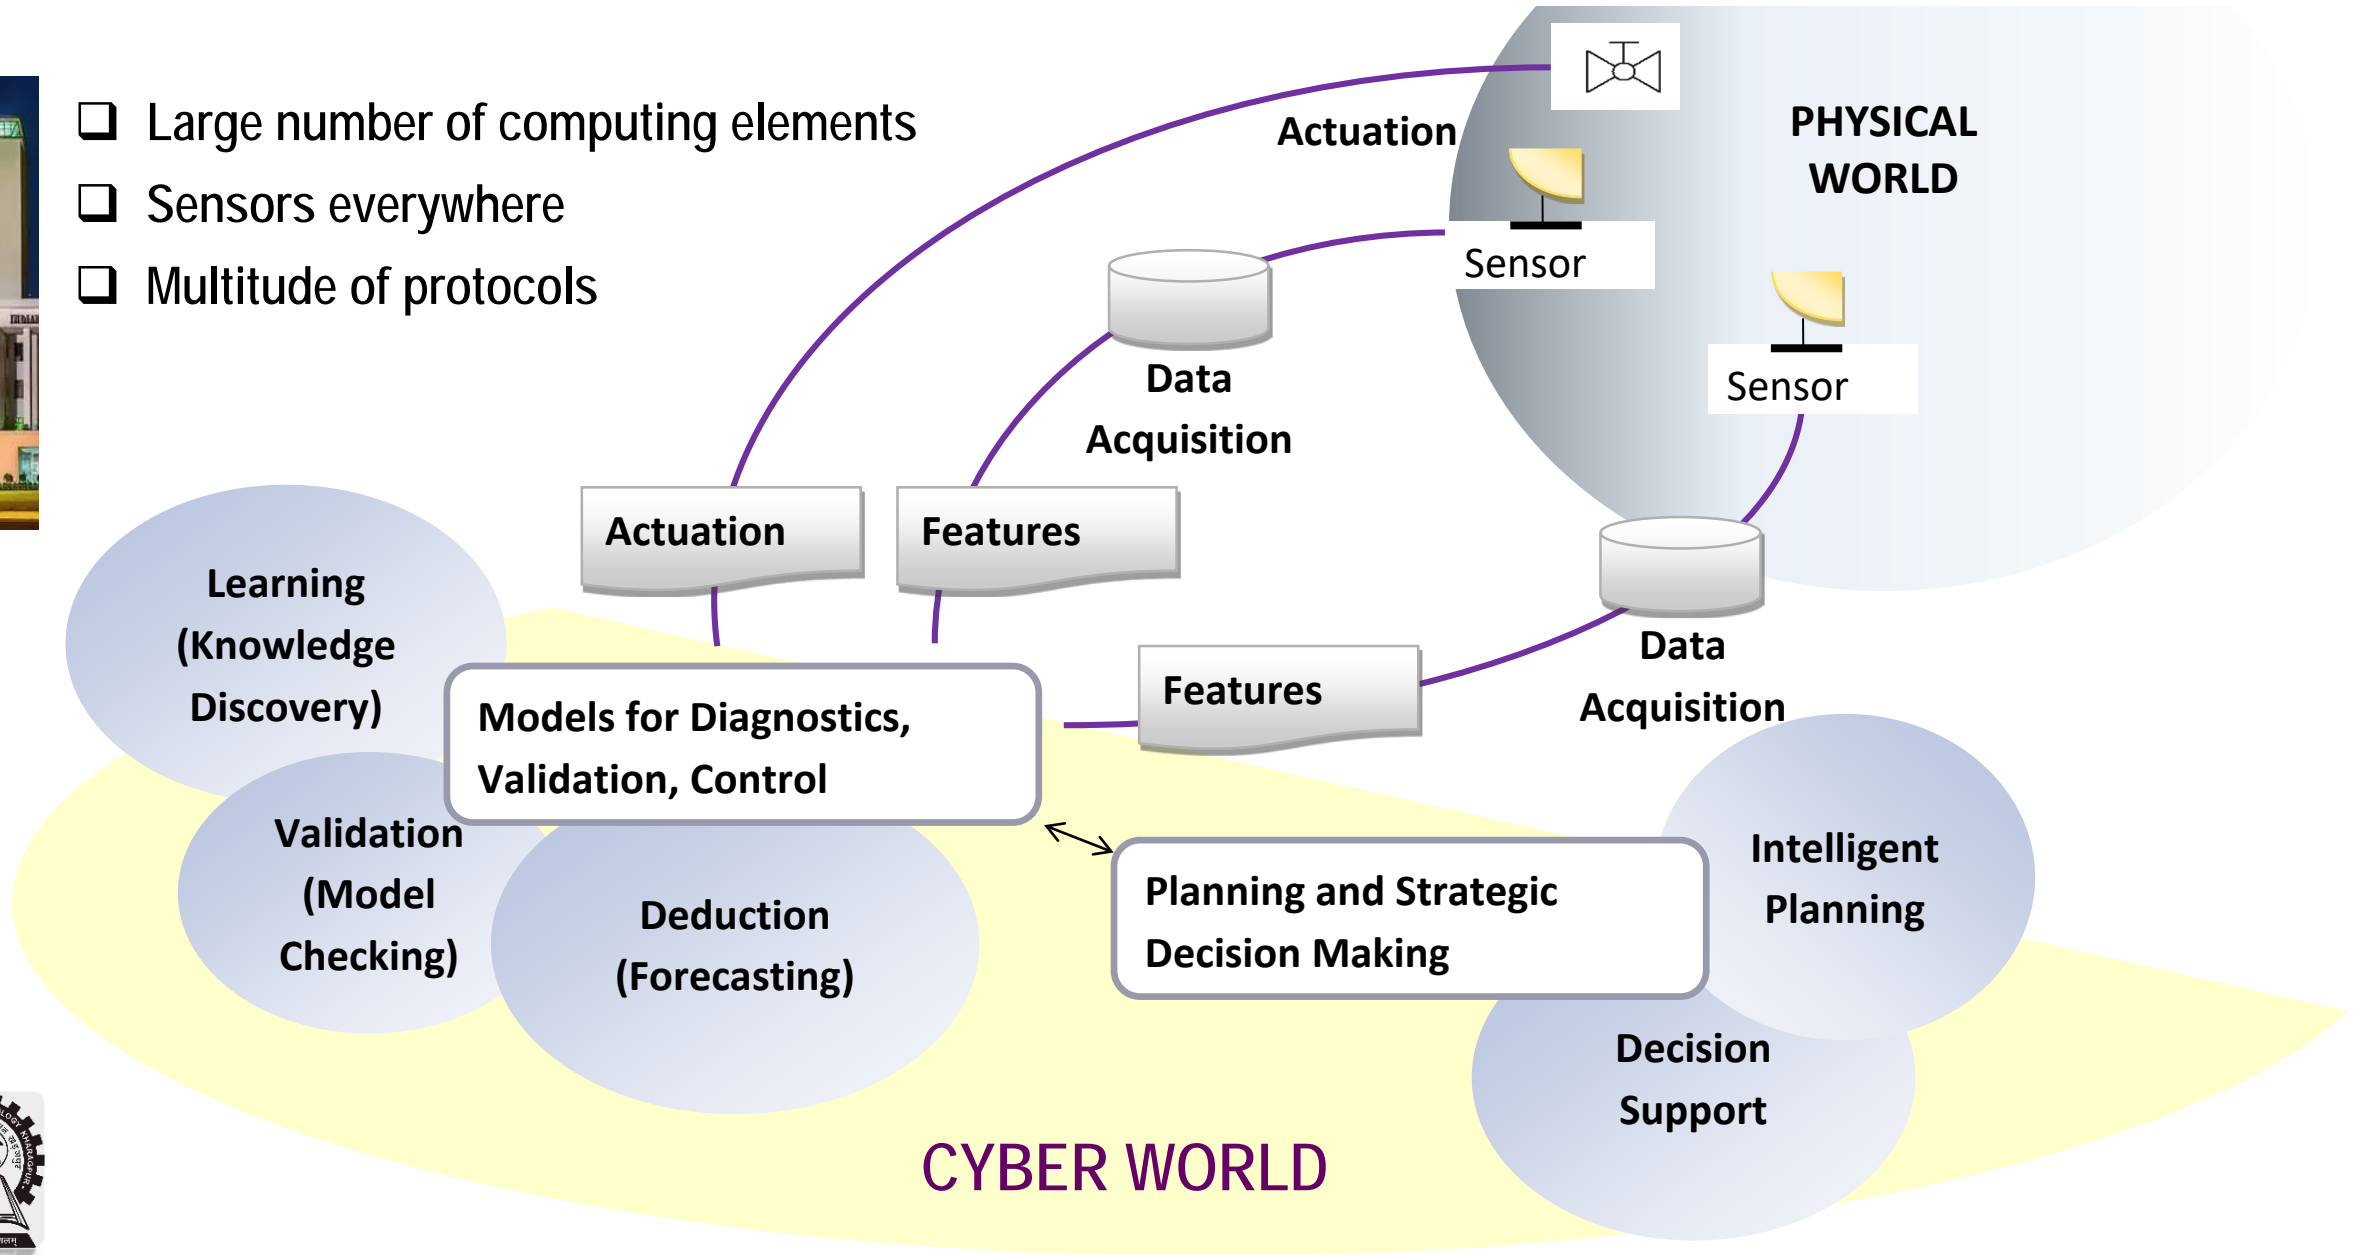 Large number of computing elements
Sensors everywhere
Multitude of protocols
Actuation
PHYSICAL
WORLD
Sensor
Sensor
Data
Acquisition
Actuation
Features
Learning
(Knowledge
Discovery)
Data
Acquisition
Features
Models for Diagnostics,
Validation, Control
Validation
(Model
Checking)
Deduction
(Forecasting)
Planning and Strategic
Decision Making
Intelligent
Planning
Decision
Support
CYBER WORLD
KHARAGPUR